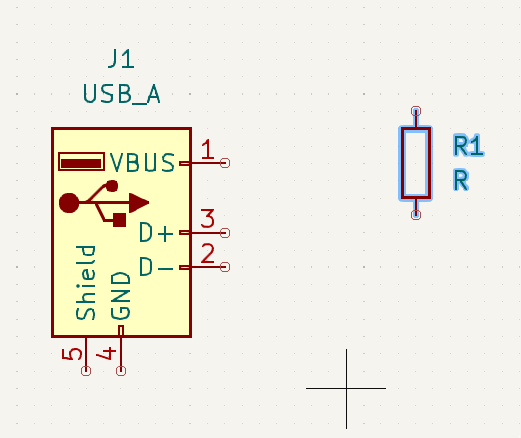 J1
USB_A
VBUS 1
D+ 3
D- 2
Shield
GND
5
4
R1
R